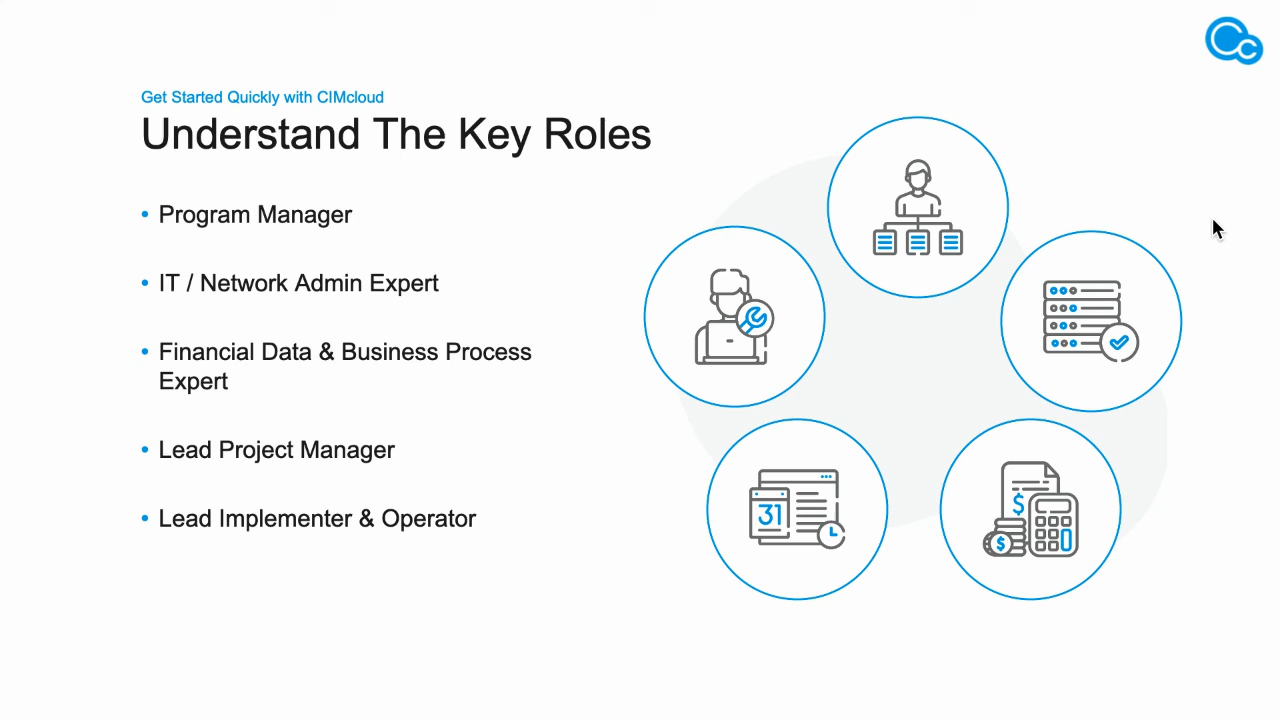 Get Started Quickly with CIMcloud
Understand The Key Roles
• Program Manager
• IT / Network Admin Expert
• Financial Data & Business Process
Expert
• Lead Project Manager
• Lead Implementer & Operator
31
$
$